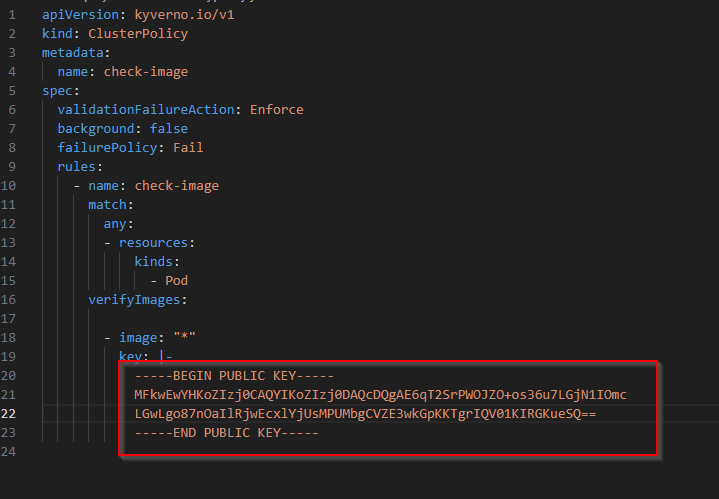 1 apiVersion: kyverno.io/v1
2 kind: ClusterPolicy
3 metadata:
4 name: check-image
5 spec:
6 validationFailureAction: Enforce
7 background: false
8 failurePolicy: Fail
9 rules:
10 - name: check-image
11 match:
12 any:
13 - resources:
14 kinds:
15 - Pod
16 verifyImages:
17
18 - image: "*"
19 key: |-
20 -----BEGIN PUBLIC KEY-----
21 MFkwEwYHKoZIzj0CAQYIKoZIzj0DAQcDQgAE6qT2SrPWOJZO+os36u7LGjN1IOmc
22 LGwLgo87nOaIlRjwEcxlYjUsMPUMbgCVZE3wkGpKKTgrIQV01KIRGKueSQ==
23 -----END PUBLIC KEY-----
24